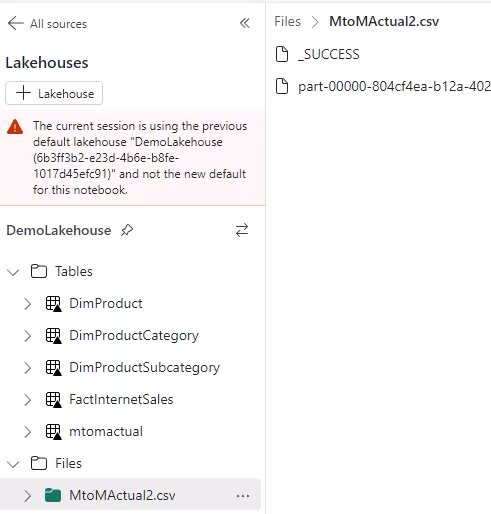 All sources
Lakehouses
Lakehouse
The current session is using the previous
default lakehouse "DemoLakehouse
(6b3ff3b2-e23d-4b6e-b8fe-
1017d45efc91)" and not the new default
for this notebook.
DemoLakehouse
Tables
DimProduct
DimProductCategory
DimProductSubcategory
FactInternetSales
mtomactual
Files
MtoMActual2.csv
Files > MtoMActual2.csv
_SUCCESS
part-00000-804cf4ea-b12a-402